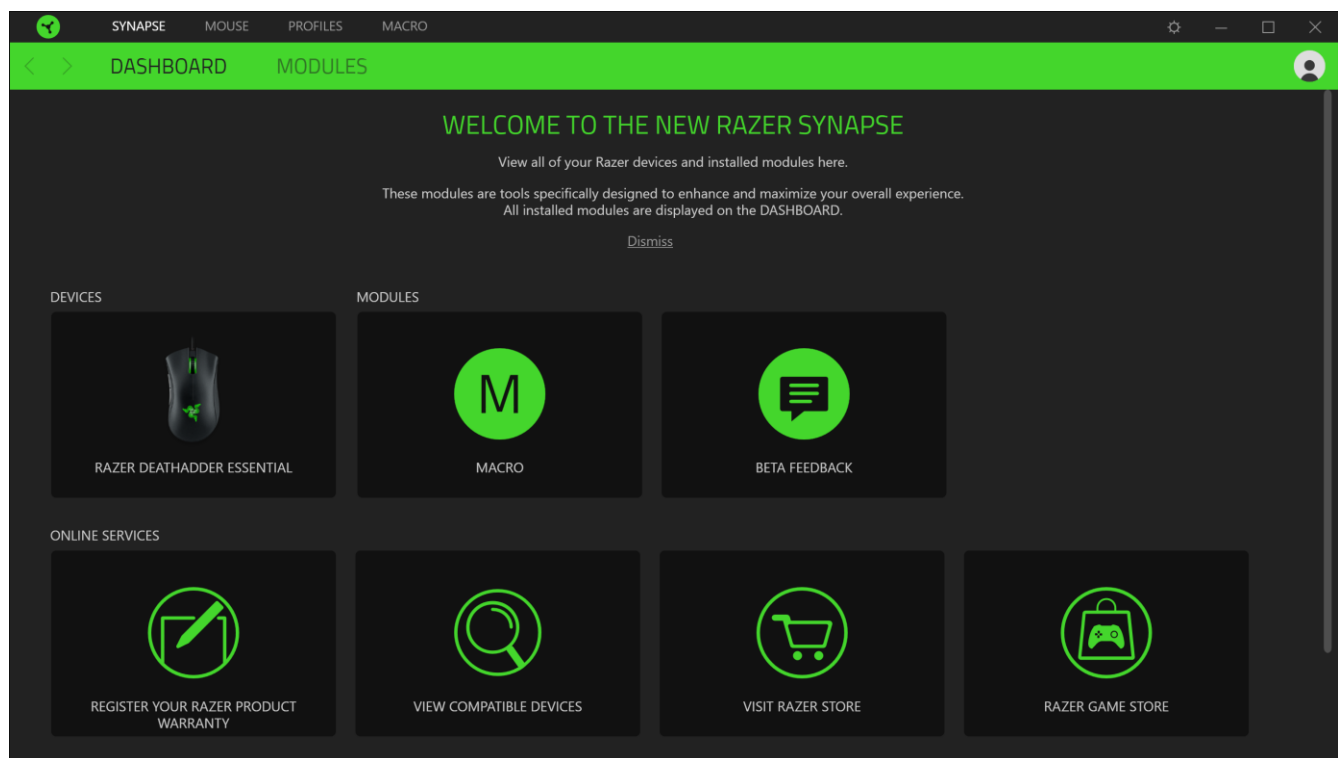 SYNAPSE MOUSE PROFILES MACRO
DASHBOARD MODULES
WELCOME TO THE NEW RAZER SYNAPSE
View all of your Razer devices and installed modules here.
These modules are tools specifically designed to enhance and maximize your overall experience.
All installed modules are displayed on the DASHBOARD.
Dismiss
DEVICES MODULES
M
RAZER DEATHADDER ESSENTIAL MACRO BETA FEEDBACK
ONLINE SERVICES
REGISTER YOUR RAZER PRODUCT
WARRANTY
VIEW COMPATIBLE DEVICES
VISIT RAZER STORE
RAZER GAME STORE